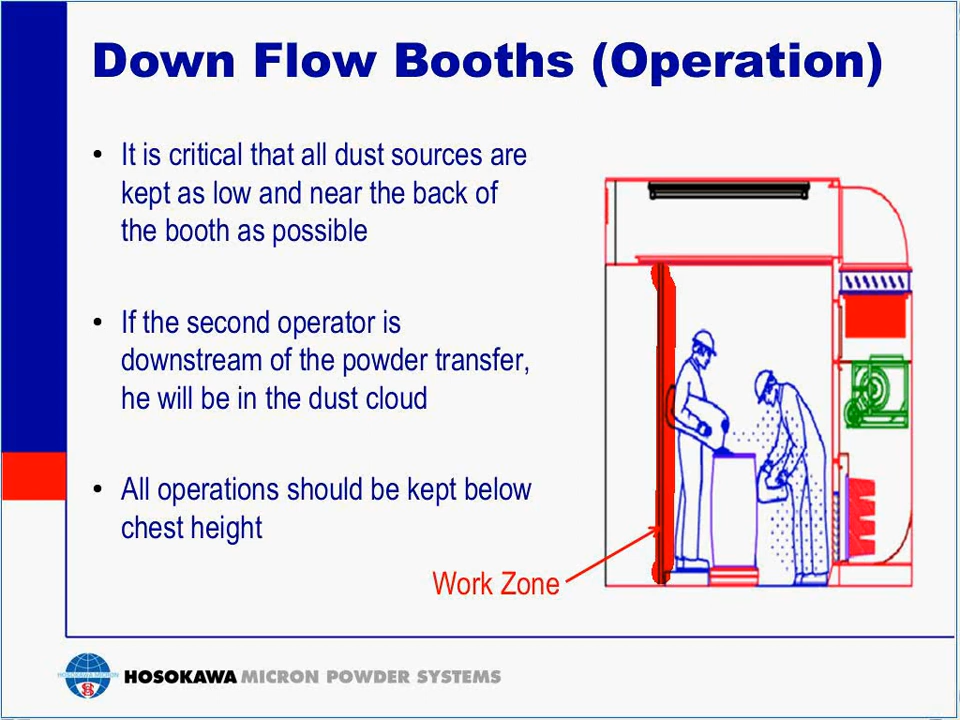 Down Flow Booths (Operation)
• It is critical that all dust sources are
kept as low and near the back of
the booth as possible
• If the second operator is
downstream of the powder transfer,
he will be in the dust cloud
• All operations should be kept below
chest height
Work Zone
HOSOKAWA MICRON POWDER SYSTEMS